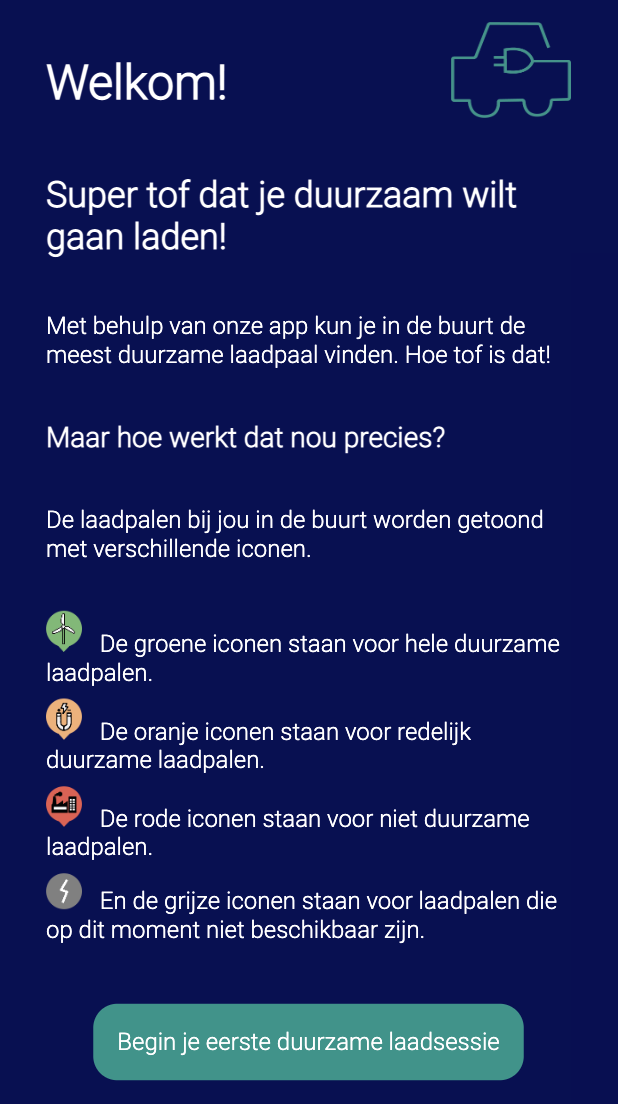 Welkom!
Super tof dat je duurzaam wilt
gaan laden!
Met behulp van onze app kun je in de buurt de
meest duurzame laadpaal vinden. Hoe tof is dat!
Maar hoe werkt dat nou precies?
De laadpalen bij jou in de buurt worden getoond
met verschillende iconen.
De groene iconen staan voor hele duurzame
laadpalen.
De oranje iconen staan voor redelijk
duurzame laadpalen.
De rode iconen staan voor niet duurzame
laadpalen.
En de grijze iconen staan voor laadpalen die
op dit moment niet beschikbaar zijn.
Begin je eerste duurzame laadsessie